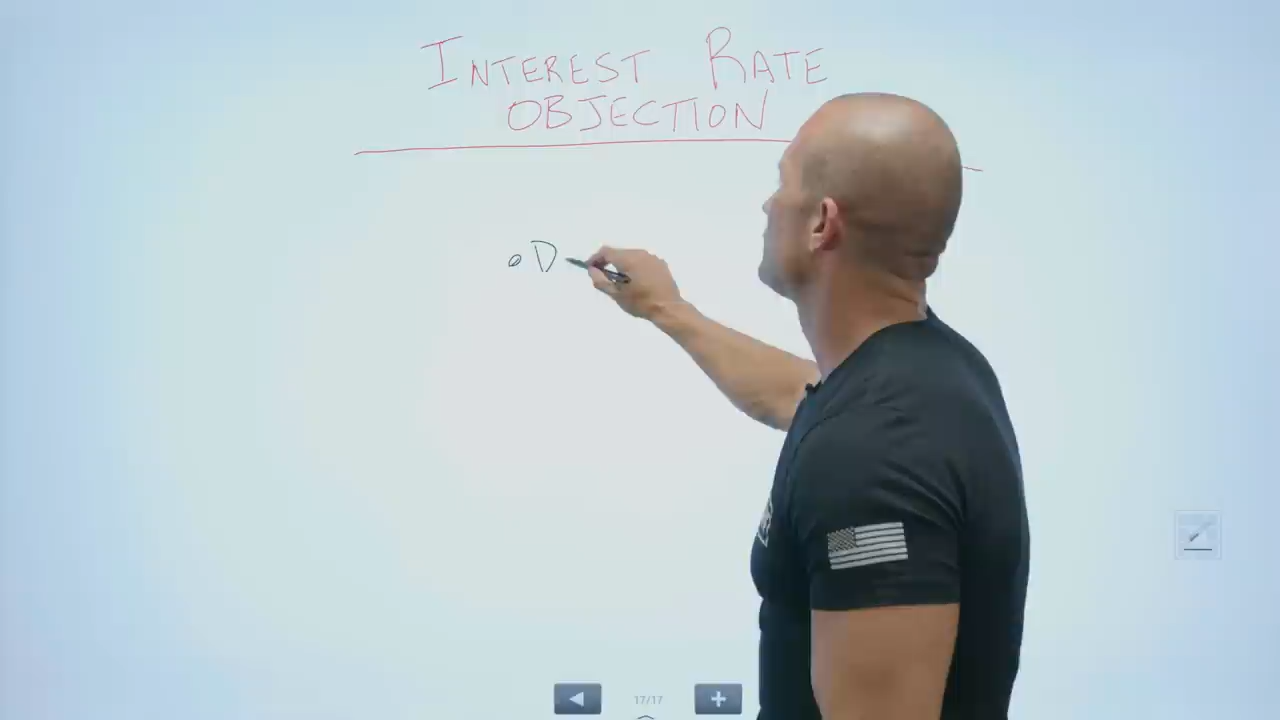 INTEREST RATE
OBJECTION
• D
17/17